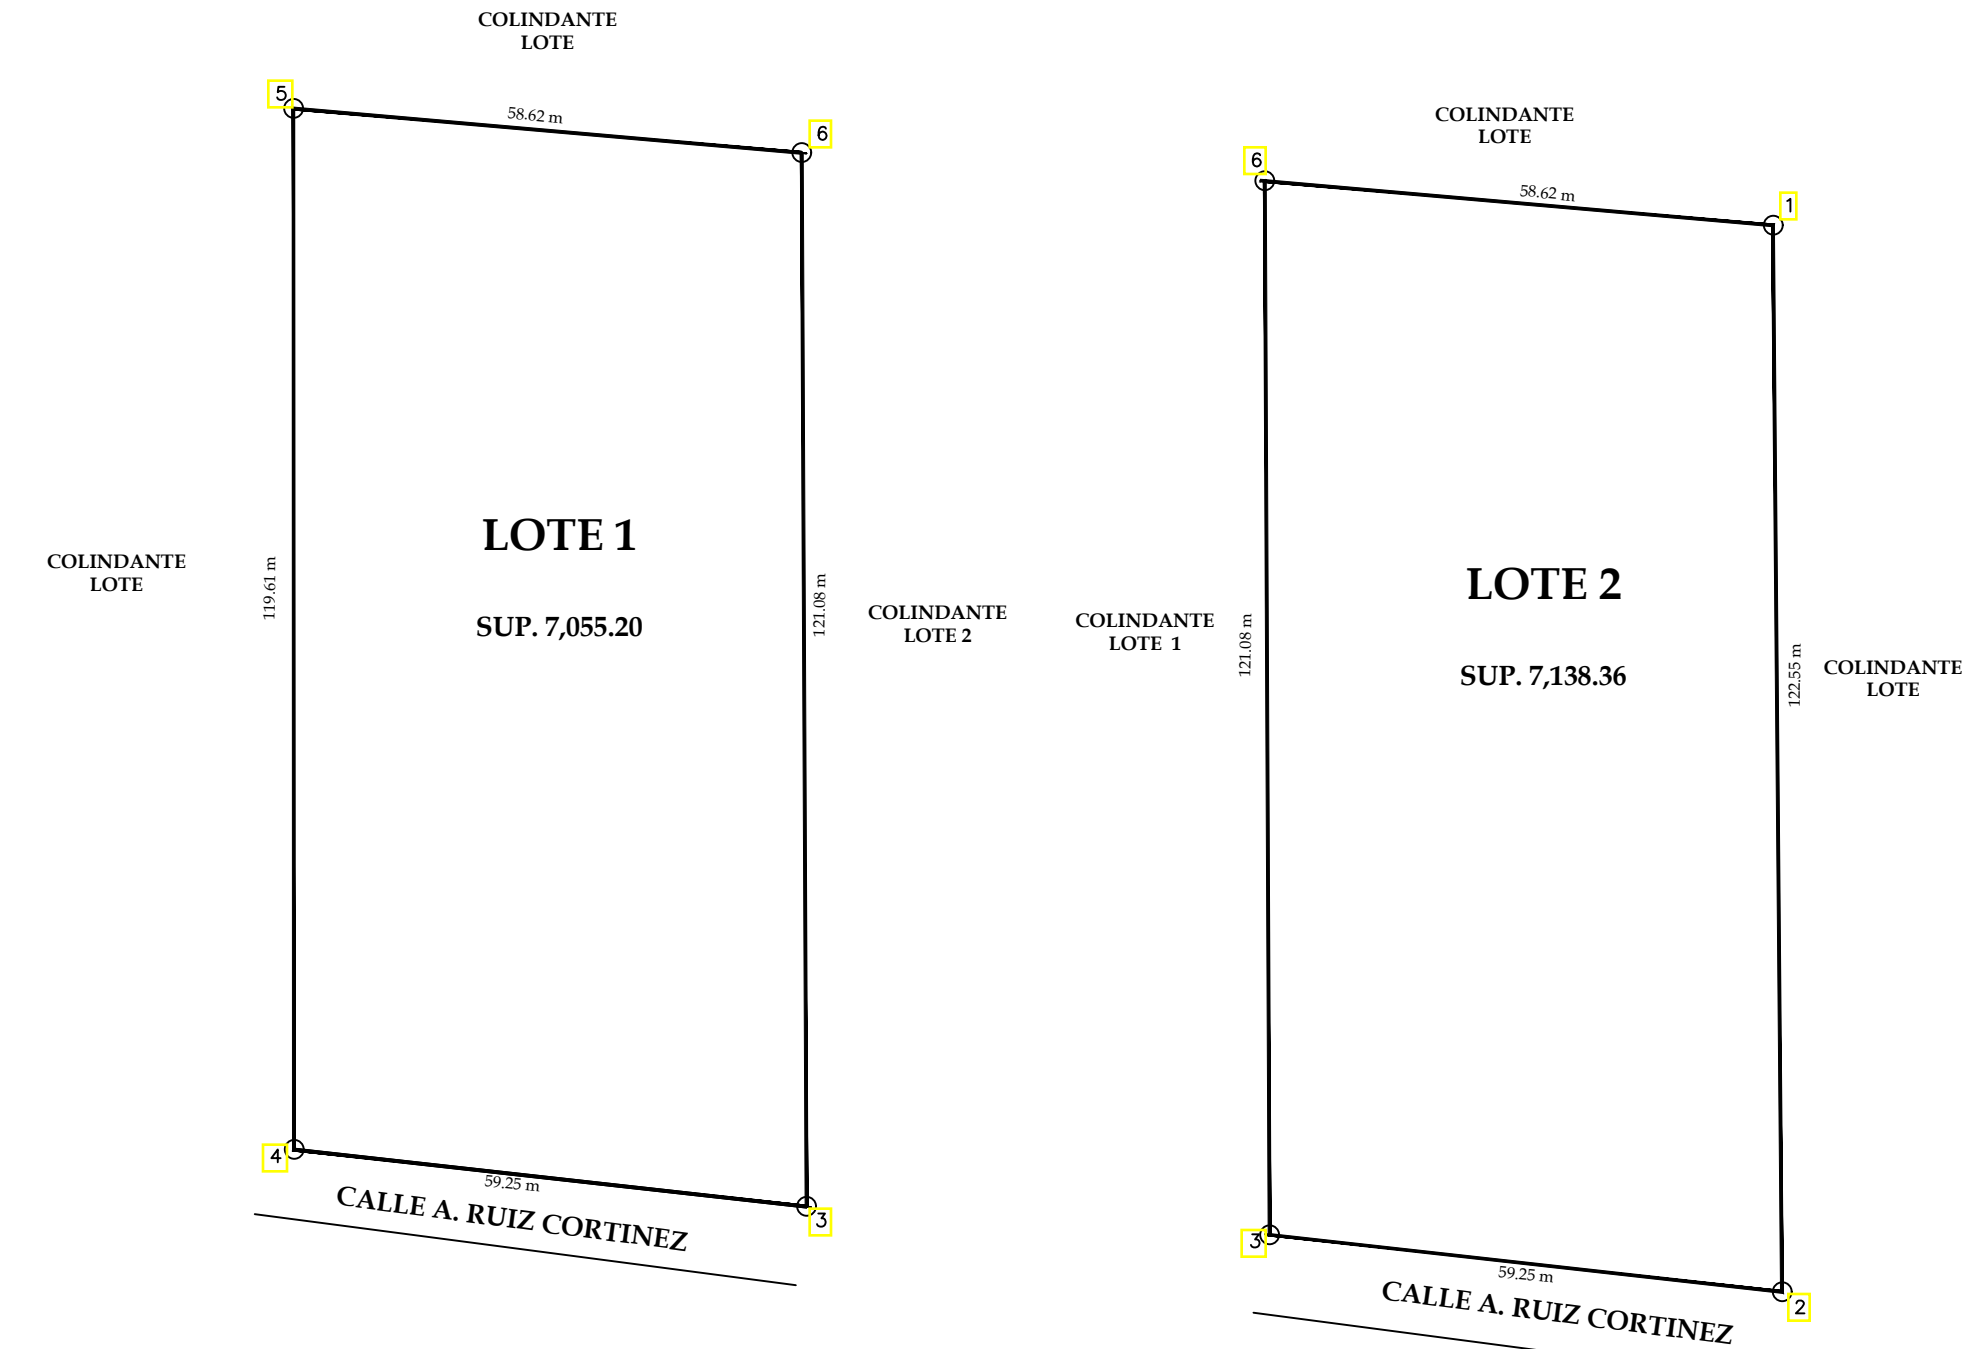 COLINDANTE
LOTE
5
58.62 m
6
COLINDANTE
LOTE
119.61 m
LOTE 1
SUP. 7,055.20
121.08 m
COLINDANTE
LOTE 2
4
59.25 m
3
CALLE A. RUIZ CORTINEZ
COLINDANTE
LOTE
6
58.62 m
1
COLINDANTE
LOTE 1
121.08 m
LOTE 2
SUP. 7,138.36
122.55 m
COLINDANTE
LOTE
3
59.25 m
2
CALLE A. RUIZ CORTINEZ